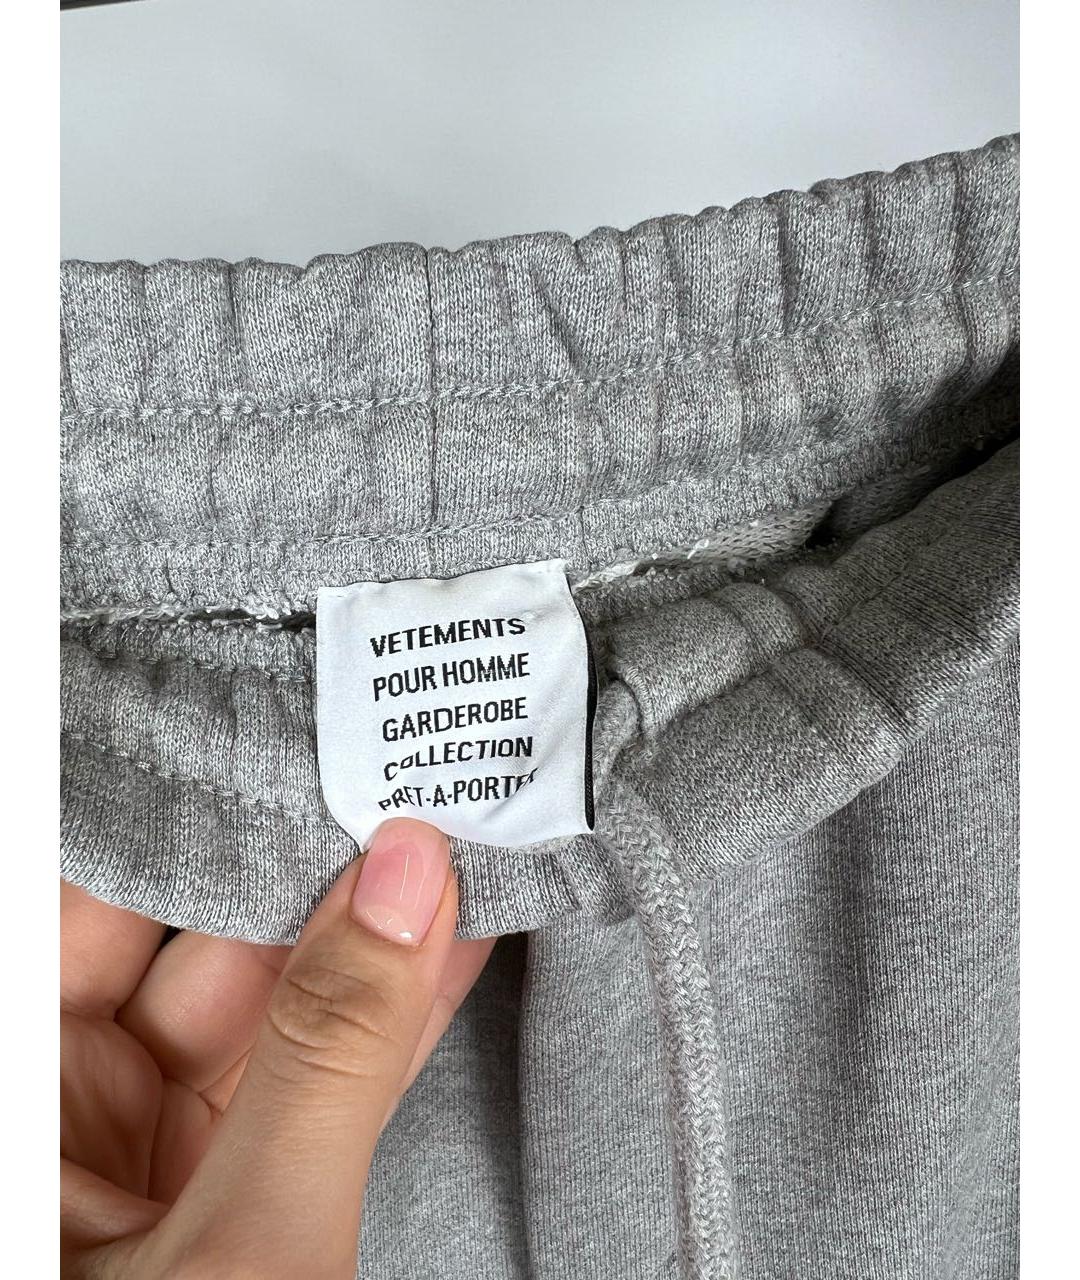 VETEMENTS
POUR HOMME
GARDEROBE
COLLECTION
PRET-A-PORTER